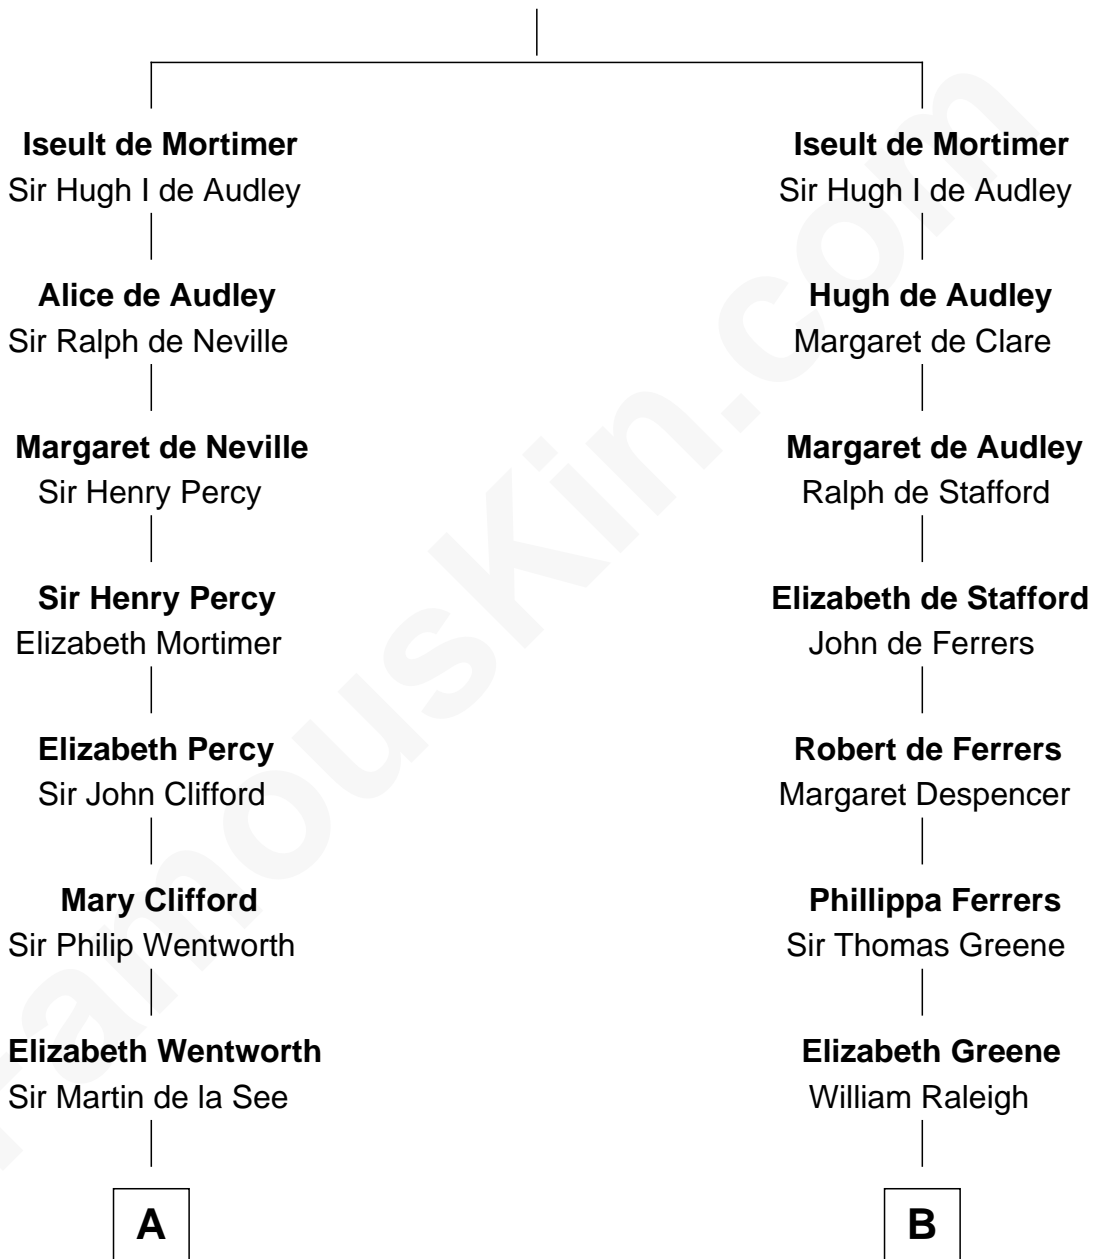 Iseult de Mortimer
Sir Hugh I de Audley
Alice de Audley
Sir Ralph de Neville
Margaret de Neville
Sir Henry Percy
Sir Henry Percy
Elizabeth Mortimer
Elizabeth Percy
Sir John Clifford
Mary Clifford
Sir Philip Wentworth
Elizabeth Wentworth
Sir Martin de la See
A
Iseult de Mortimer
Sir Hugh I de Audley
Hugh de Audley
Margaret de Clare
Margaret de Audley
Ralph de Stafford
Elizabeth de Stafford
John de Ferrers
Robert de Ferrers
Margaret Despencer
Phillippa Ferrers
Sir Thomas Greene
Elizabeth Greene
William Raleigh
B
FamousKin.com